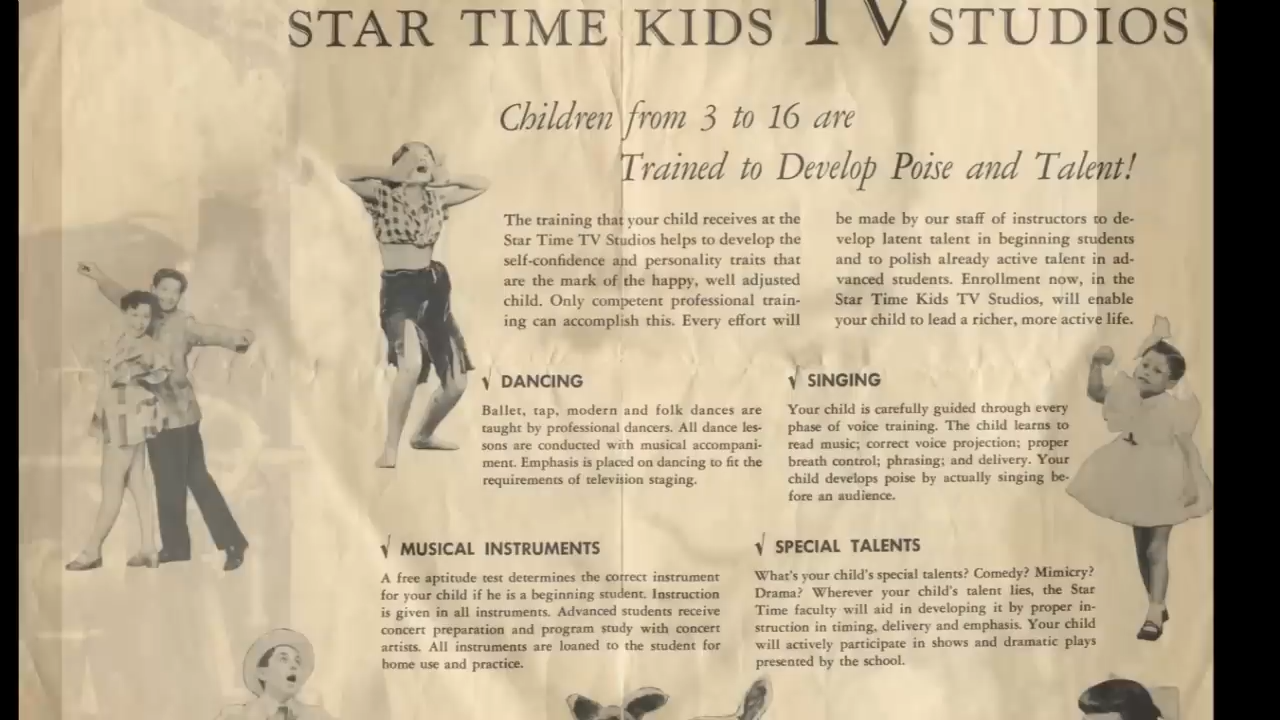 STAR TIME KIDS TV STUDIOS
Children from 3 to 16 are
Trained to Develop Poise and Talent!
The training that your child receives at the
Star Time TV Studios helps to develop the
self-confidence and personality traits that
are the mark of the happy, well adjusted
child. Only competent professional train-
ing can accomplish this. Every effort will
be made by our staff of instructors to de-
velop latent talent in beginning students
and to polish already active talent in ad-
vanced students. Enrollment now, in the
Star Time Kids TV Studios, will enable
your child to lead a richer, more active life.
√ DANCING
Ballet, tap, modern and folk dances are
taught by professional dancers. All dance les-
sons are conducted with musical accompani-
ment. Emphasis is placed on dancing to fit the
requirements of television staging.
√ SINGING
Your child is carefully guided through every
phase of voice training. The child learns to
read music; correct voice projection; proper
breath control; phrasing; and delivery. Your
child develops poise by actually singing be-
fore an audience.
√ MUSICAL INSTRUMENTS
A free aptitude test determines the correct instrument
for your child if he is a beginning student. Instruction
is given in all instruments. Advanced students receive
concert preparation and program study with concert
artists. All instruments are loaned to the student for
home use and practice.
√ SPECIAL TALENTS
What's your child's special talents? Comedy? Mimicry?
Drama? Wherever your child's talent lies, the Star
Time faculty will aid in developing it by proper in-
struction in timing, delivery and emphasis. Your child
will actively participate in shows and dramatic plays
presented by the school.